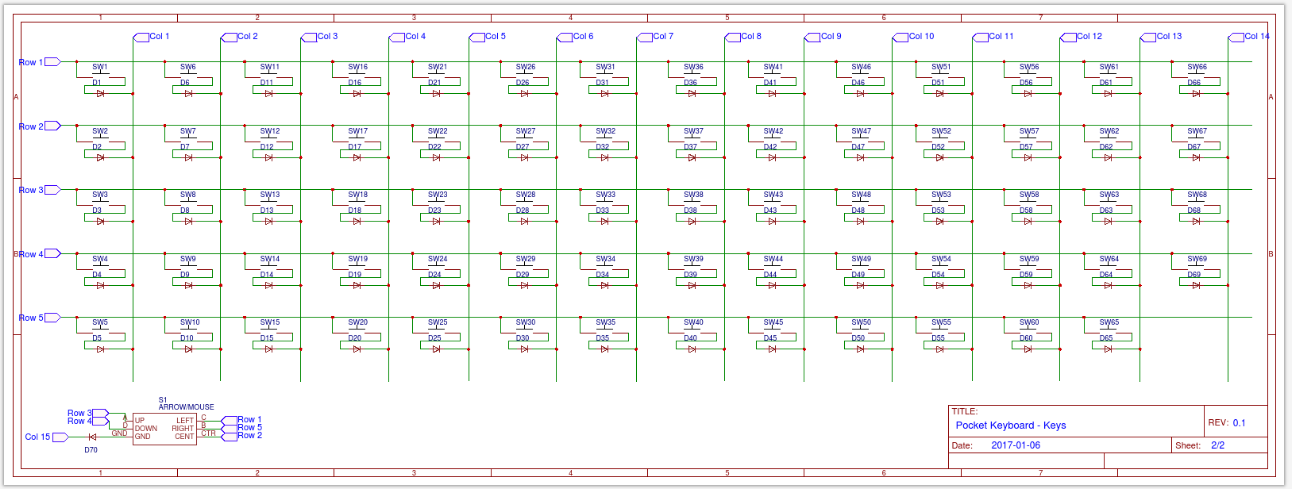 1 2 3 4 5 6 7
Col 1 Col 2 Col 3 Col 4 Col 5 Col 6 Col 7 Col 8 Col 9 Col 10 Col 11 Col 12 Col 13 Col 14
Row 1
SW1 SW6 SW11 SW16 SW21 SW26 SW31 SW36 SW41 SW46 SW51 SW56 SW61 SW66
D1 D6 D11 D16 D21 D26 D31 D36 D41 D46 D51 D56 D61 D66
A A
Row 2
SW2 SW7 SW12 SW17 SW22 SW27 SW32 SW37 SW42 SW47 SW52 SW57 SW62 SW67
D2 D7 D12 D17 D22 D27 D32 D37 D42 D47 D52 D57 D62 D67
Row 3
SW3 SW8 SW13 SW18 SW23 SW28 SW33 SW38 SW43 SW48 SW53 SW58 SW63 SW68
D3 D8 D13 D18 D23 D28 D33 D38 D43 D48 D53 D58 D63 D68
B Row 4 B
SW4 SW9 SW14 SW19 SW24 SW29 SW34 SW39 SW44 SW49 SW54 SW59 SW64 SW69
D4 D9 D14 D19 D24 D29 D34 D39 D44 D49 D54 D59 D64 D69
Row 5
SW5 SW10 SW15 SW20 SW25 SW30 SW35 SW40 SW45 SW50 SW55 SW60 SW65
D5 D10 D15 D20 D25 D30 D35 D40 D45 D50 D55 D60 D65
S1
ARROW/MOUSE
Row 3 A UP LEFT C Row 1
Row 4 D DOWN RIGHT B Row 5
Col 15 GND GND CENT CTR Row 2
D70
TITLE:
Pocket Keyboard - Keys
REV: 0.1
Date: 2017-01-06
Sheet: 2/2
1 2 3 4 5 6 7